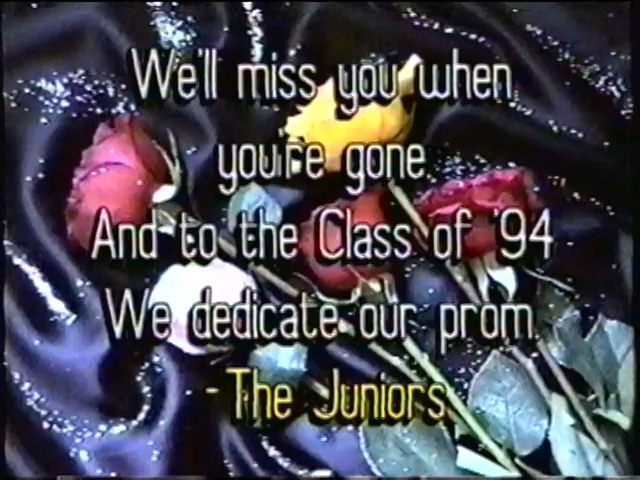 We'll miss you when
you're gone
And to the Class of '94
We dedicate our prom
- The Juniors